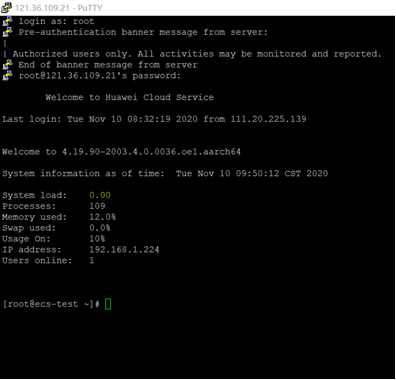 121.36.109.21 - PuTTY
login as: root
Pre-authentication banner message from server:
|
| Authorized users only. All activities may be monitored and reported.
End of banner message from server
root@121.36.109.21's password:
Welcome to Huawei Cloud Service
Last login: Tue Nov 10 08:32:19 2020 from 111.20.225.139
Welcome to 4.19.90-2003.4.0.0036.oe1.aarch64
System information as of time:  Tue Nov 10 09:50:12 CST 2020
System load:    0.00
Processes:      109
Memory used:    12.0%
Swap used:      0.0%
Usage On:       10%
IP address:     192.168.1.224
Users online:   1
[root@ecs-test ~]#